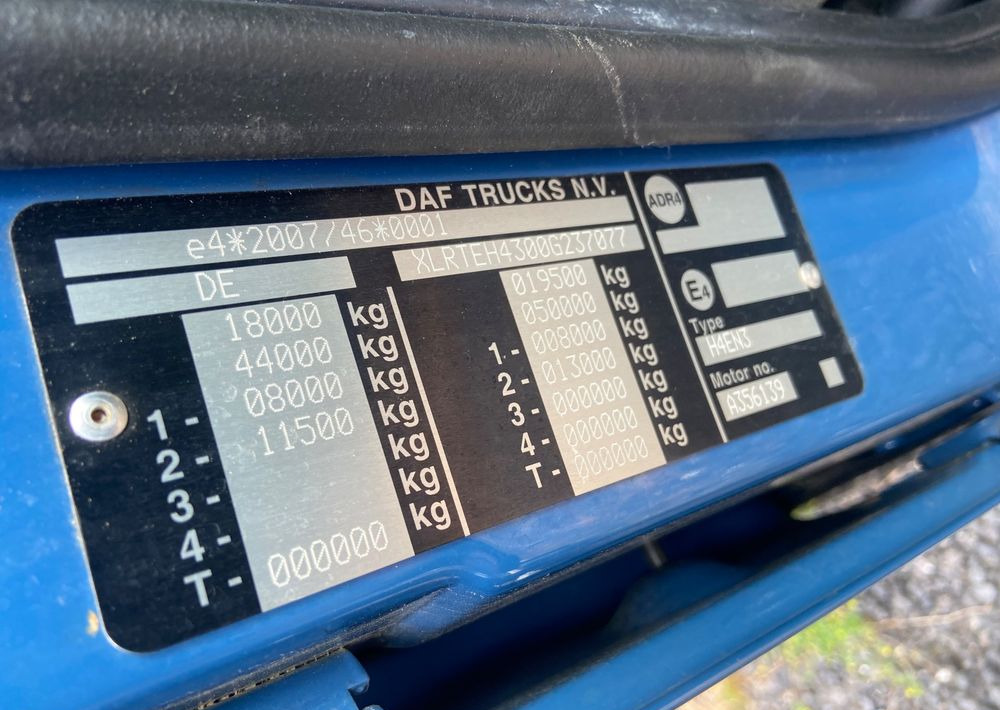 DAF TRUCKS N.V.
e4*2007/46*0001
DE
XLRTEH4300G237077
18000 kg
44000 kg
1 - 08000 kg
2 - 11500 kg
3 - kg
4 - kg
T - 000000 kg
019500 kg
050000 kg
1 - 008000 kg
2 - 013000 kg
3 - 000000 kg
4 - 000000 kg
T - 000000 kg
ADR4
E4
Type
H4EN3
Motor no.
A356139